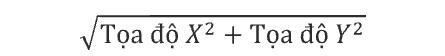 √(Tọa độ X² + Tọa độ Y²)